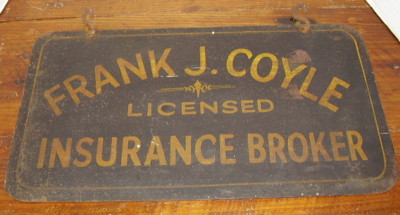 FRANK J. COYLE
LICENSED
INSURANCE BROKER